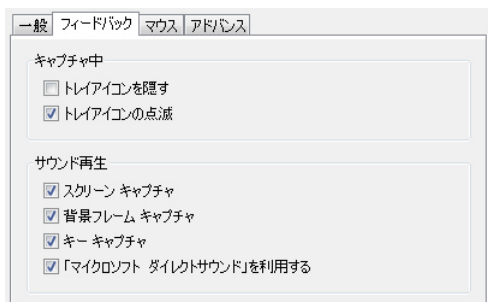 一般 フィードバック マウス アドバンス
キャプチャ中
トレイアイコンを隠す
トレイアイコンの点滅
サウンド再生
スクリーン キャプチャ
背景フレーム キャプチャ
キー キャプチャ
「マイクロソフト ダイレクトサウンド」を利用する